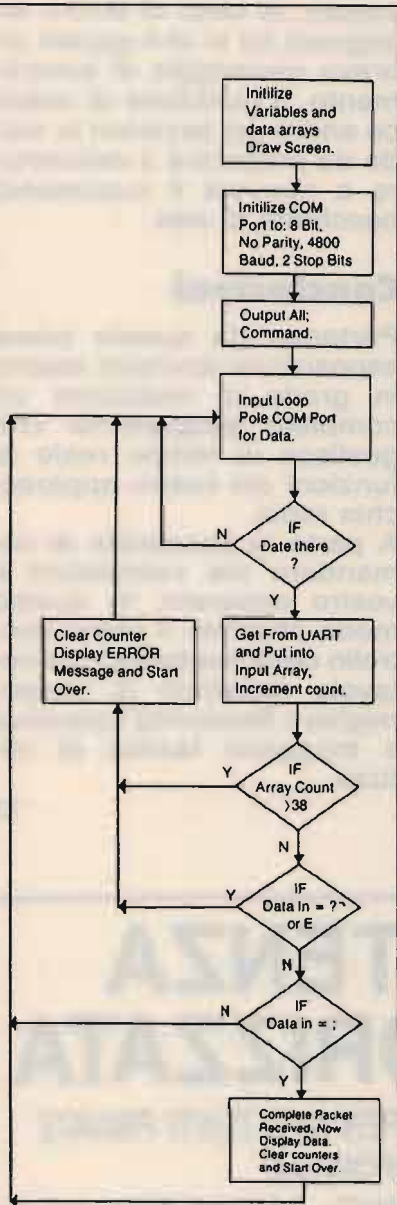 Initilize
Variables and
data arrays
Draw Screen.
Initilize COM
Port to: 8 Bit,
No Parity, 4800
Baud, 2 Stop Bits
Output All;
Command.
Input Loop
Pole COM Port
for Data.
IF
Date there
?
N
Y
Clear Counter
Display ERROR
Message and Start
Over.
Get From UART
and Put into
Input Array,
Increment count.
IF
Array Count
〉38
Y
N
IF
Data In = ?
or E
Y
N
IF
Data in = ;
N
Y
Complete Packet
Received, Now
Display Data.
Clear counters
and Start Over.